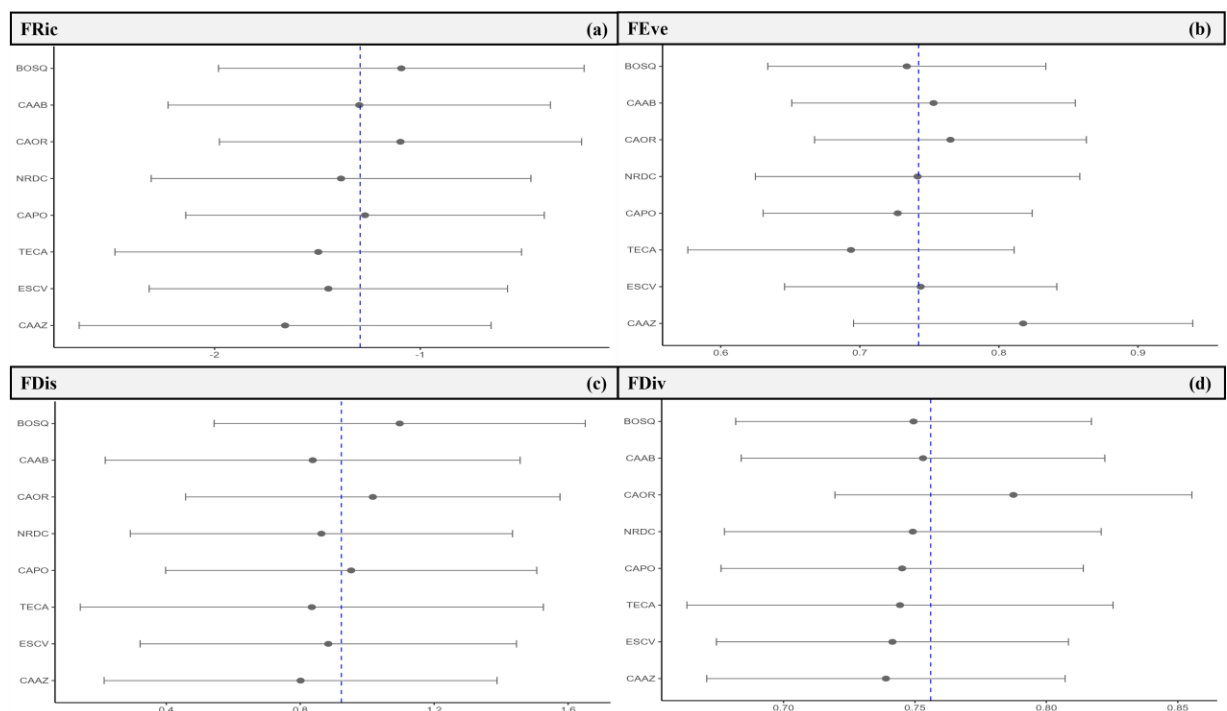 FRic (a)
BOSQ
CAAB
CAOR
NRDC
CAPO
TECA
ESCV
CAAZ
-2 -1
FEve (b)
BOSQ
CAAB
CAOR
NRDC
CAPO
TECA
ESCV
CAAZ
0.6 0.7 0.8 0.9
FDis (c)
BOSQ
CAAB
CAOR
NRDC
CAPO
TECA
ESCV
CAAZ
0.4 0.8 1.2 1.6
FDiv (d)
BOSQ
CAAB
CAOR
NRDC
CAPO
TECA
ESCV
CAAZ
0.70 0.75 0.80 0.85